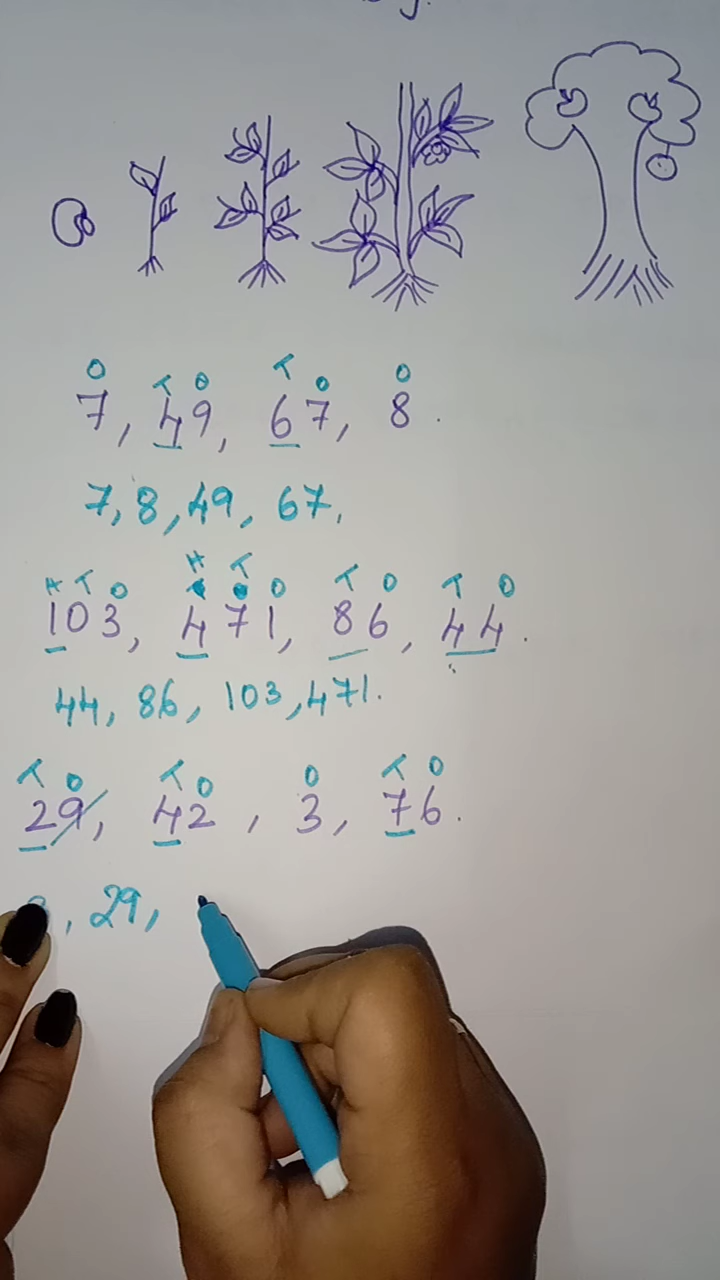 O T O T O O
7, 49, 67, 8.
7, 8, 49, 67,
H T O H T O T O T O
103, 471, 86, 44.
44, 86, 103, 471.
T O T O O T O
29, 42, 3, 76.
, 29,